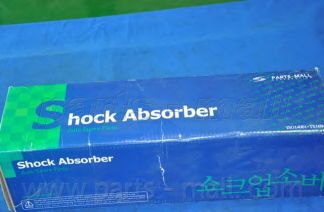 PARTS-MALL
Shock Absorber
Auto Spare Parts
Shock Absorber
쇼크업소버
www.parts-mall.com